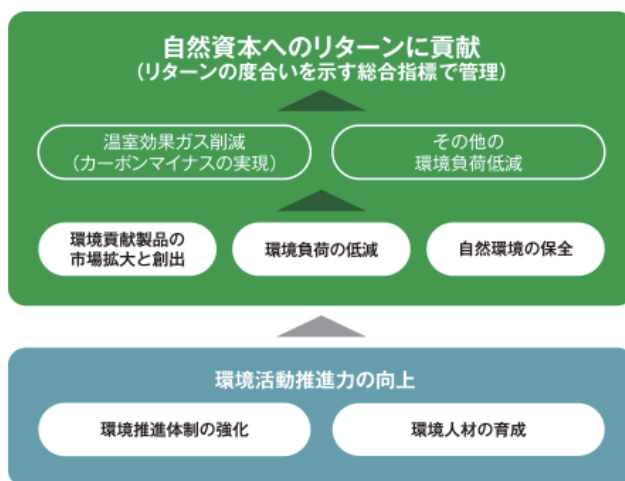 自然資本へのリターンに貢献
(リターンの度合いを示す総合指標で管理)
温室効果ガス削減
(カーボンマイナスの実現)
その他の
環境負荷低減
環境貢献製品の
市場拡大と創出
環境負荷の低減
自然環境の保全
環境活動推進力の向上
環境推進体制の強化
環境人材の育成